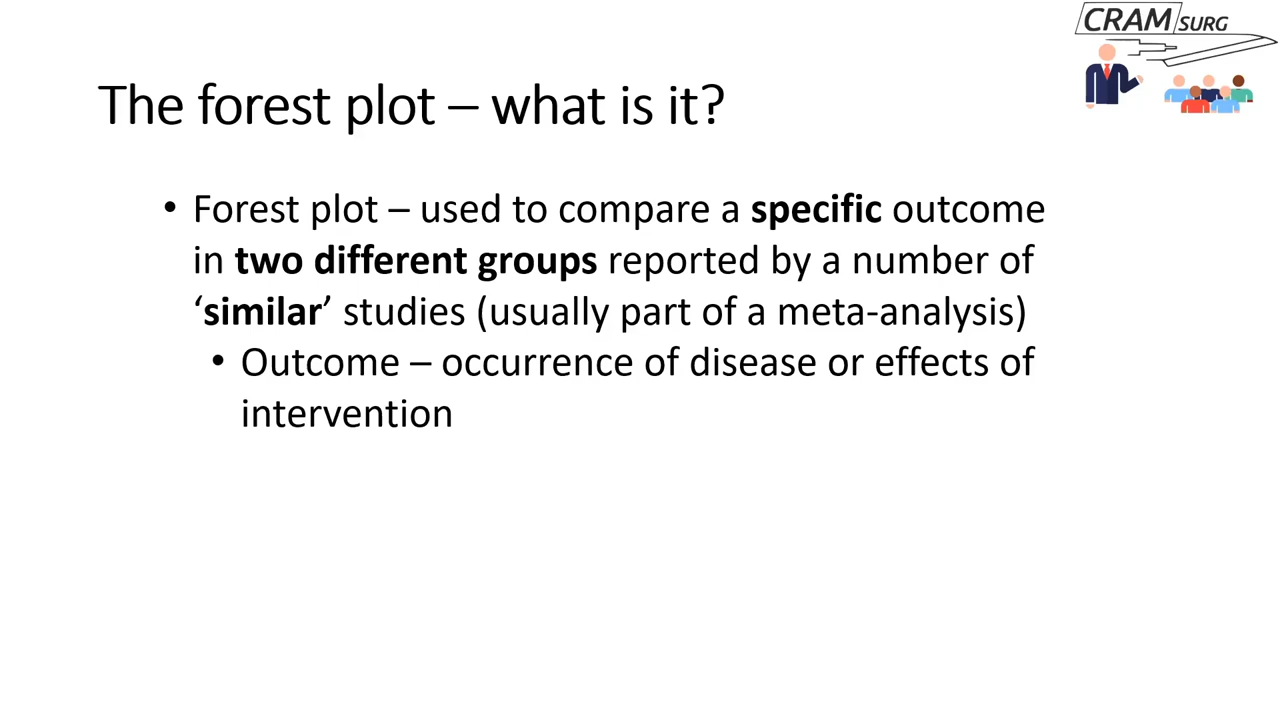 CRAM SURG
The forest plot – what is it?
• Forest plot – used to compare a specific outcome
in two different groups reported by a number of
‘similar’ studies (usually part of a meta-analysis)
• Outcome – occurrence of disease or effects of
intervention